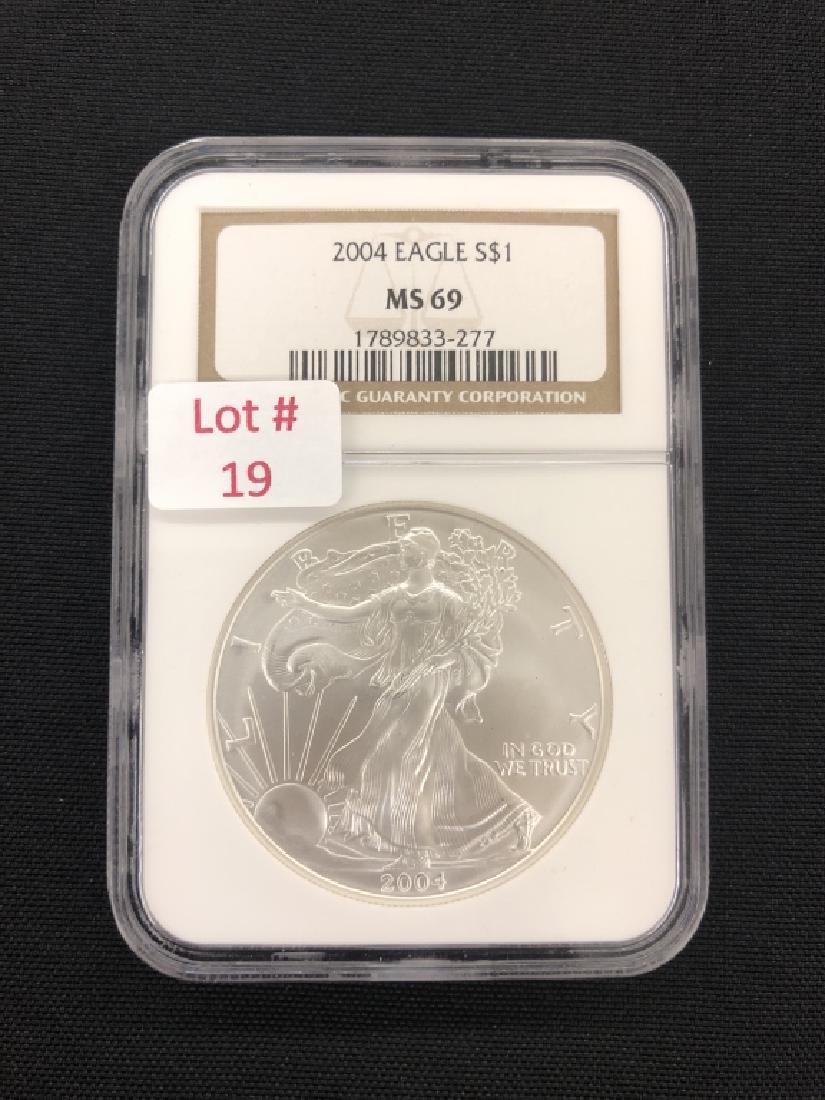 2004 EAGLE S$1
MS 69
1789833-277
C GUARANTY CORPORATION
Lot #
19
LIBERTY
IN GOD
WE TRUST
2004